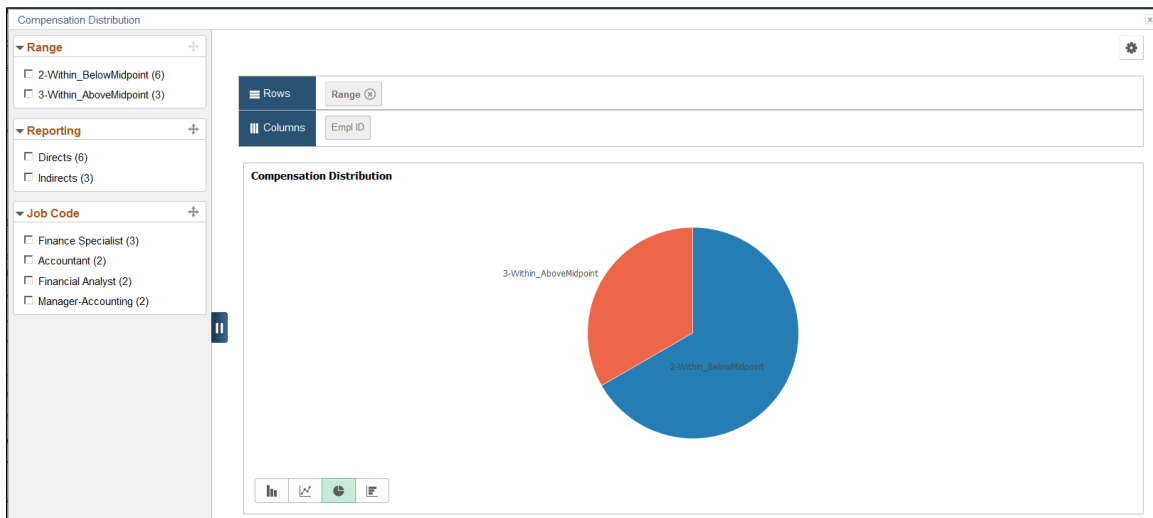 Compensation Distribution
Range
2-Within_BelowMidpoint (6)
3-Within_AboveMidpoint (3)
Reporting
Directs (6)
Indirects (3)
Job Code
Finance Specialist (3)
Accountant (2)
Financial Analyst (2)
Manager-Accounting (2)
Rows
Range
Columns
Empl ID
Compensation Distribution
3-Within_AboveMidpoint
2-Within_BelowMidpoint